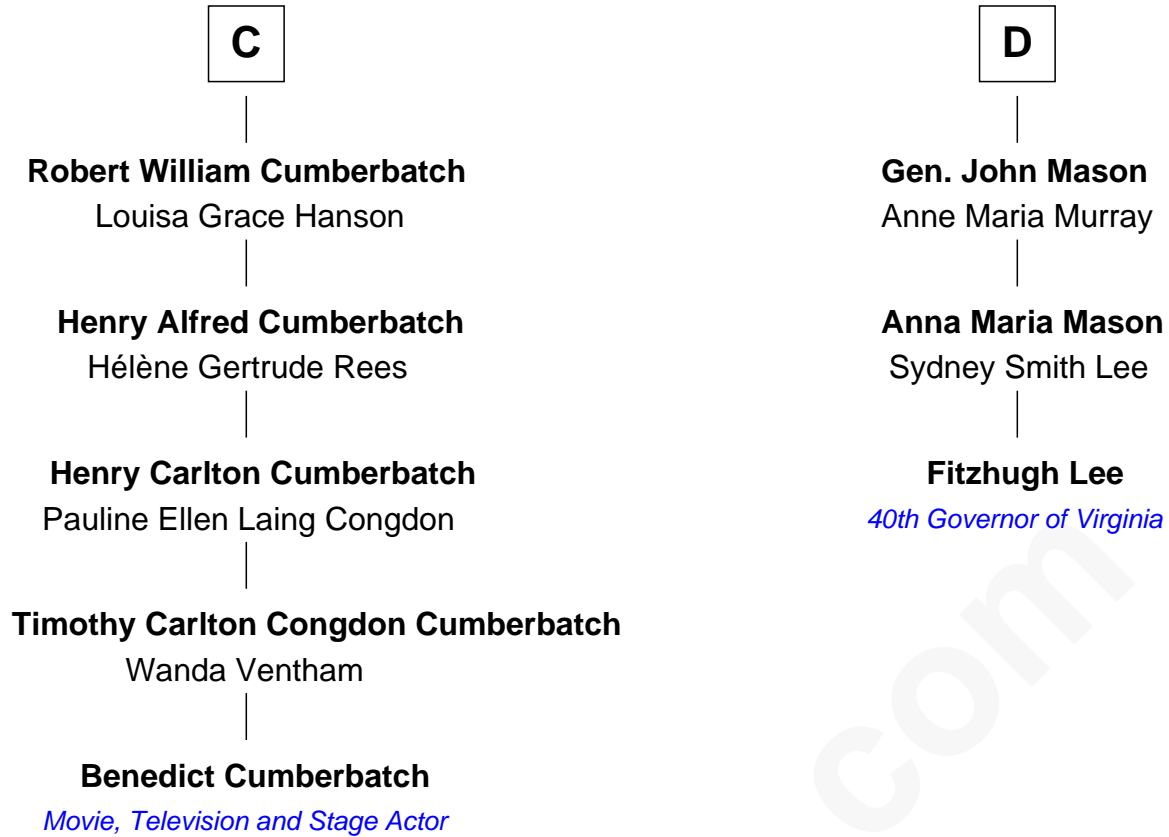 C
Robert William Cumberbatch
Louisa Grace Hanson
Henry Alfred Cumberbatch
Hélène Gertrude Rees
Henry Carlton Cumberbatch
Pauline Ellen Laing Congdon
Timothy Carlton Congdon Cumberbatch
Wanda Ventham
Benedict Cumberbatch
Movie, Television and Stage Actor
D
Gen. John Mason
Anne Maria Murray
Anna Maria Mason
Sydney Smith Lee
Fitzhugh Lee
40th Governor of Virginia
com